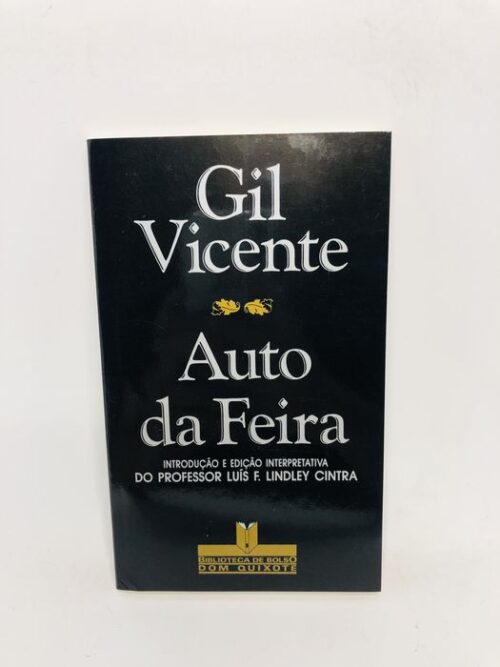 Gil
Vicente
Auto
da Feira
INTRODUÇÃO E EDIÇÃO INTERPRETATIVA
DO PROFESSOR LUÍS F. LINDLEY CINTRA
BIBLIOTECA DE BOLSO
DOM QUIXOTE